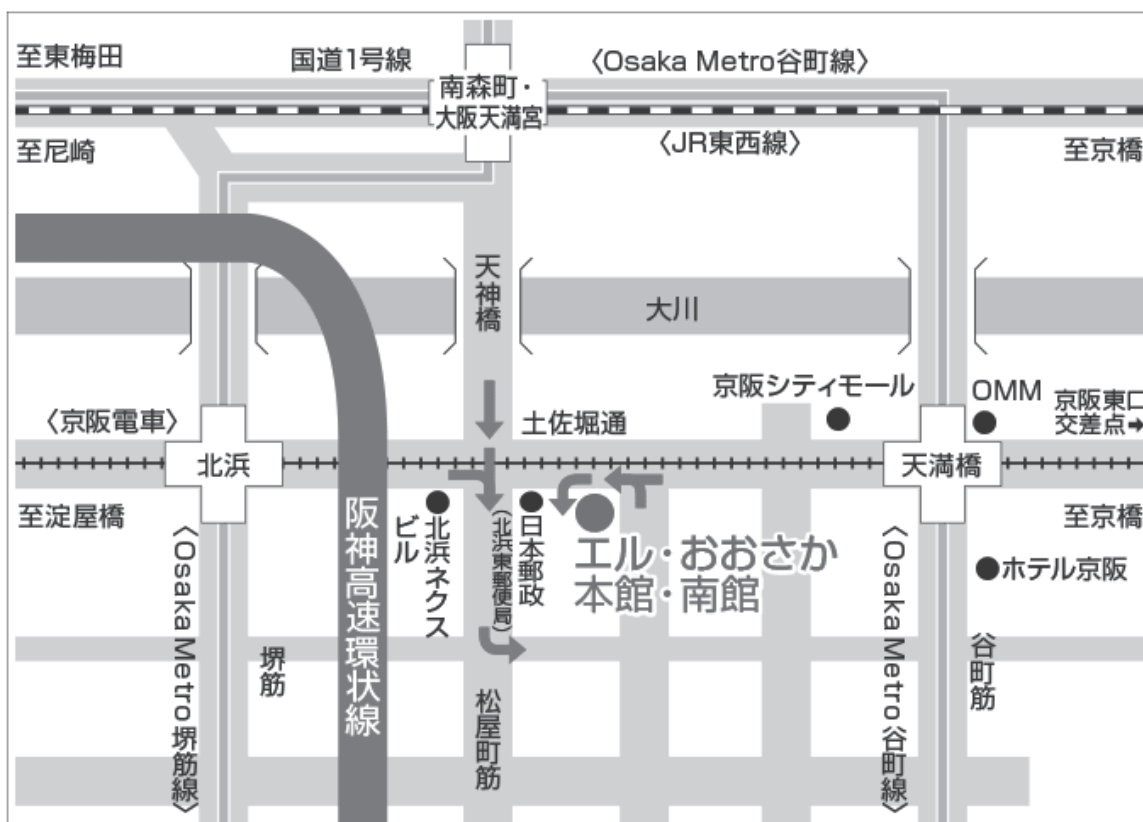 至東梅田
国道1号線
〈Osaka Metro谷町線〉
南森町・
大阪天満宮
至尼崎
〈JR東西線〉
至京橋
天神橋
大川
京阪シティモール
OMM
京阪東口
交差点➡
〈京阪電車〉
土佐堀通
北浜
天満橋
至淀屋橋
至京橋
〈Osaka Metro堺筋線〉
堺筋
阪神高速環状線
北浜ネクス
ビル
松屋町筋
日本郵政
(北浜東郵便局)
エル・おおさか
本館・南館
〈Osaka Metro谷町線〉
ホテル京阪
谷町筋